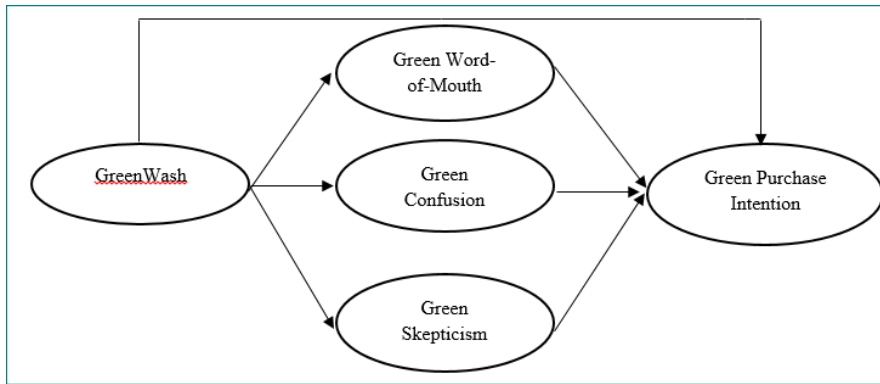 Green Word-
of-Mouth
GreenWash
Green
Confusion
Green Purchase
Intention
Green
Skepticism